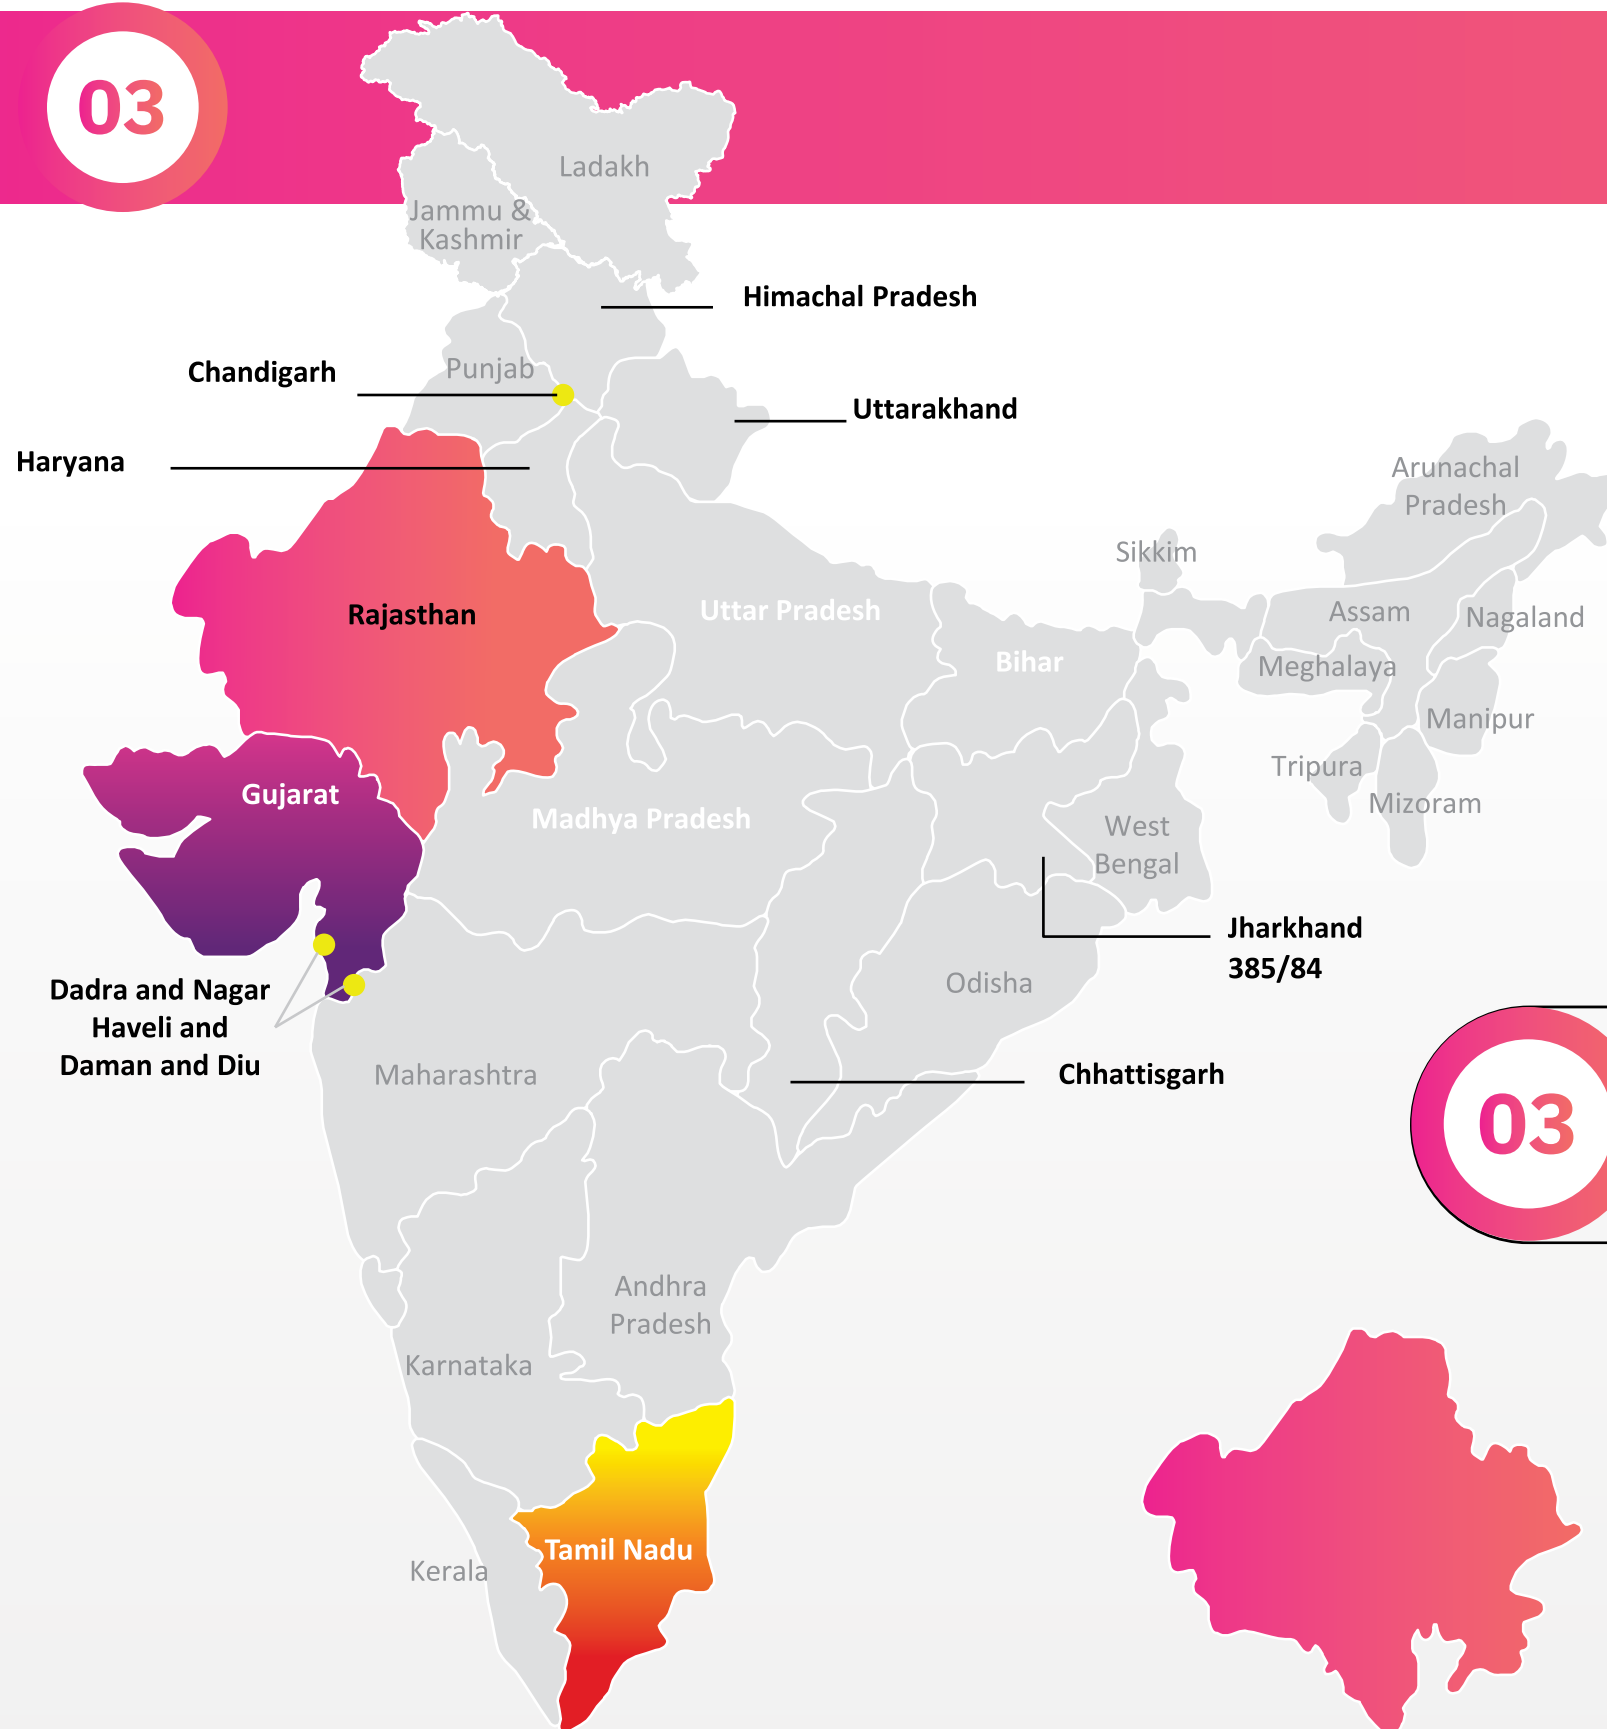 03
Ladakh
Jammu &
Kashmir
Himachal Pradesh
Chandigarh
Punjab
Uttarakhand
Haryana
Arunachal
Pradesh
Sikkim
Rajasthan
Uttar Pradesh
Assam
Nagaland
Bihar
Meghalaya
Manipur
Tripura
Gujarat
Mizoram
Madhya Pradesh
West
Bengal
Jharkhand
385/84
Dadra and Nagar
Haveli and
Daman and Diu
Odisha
Maharashtra
Chhattisgarh
03
Andhra
Pradesh
Karnataka
Tamil Nadu
Kerala